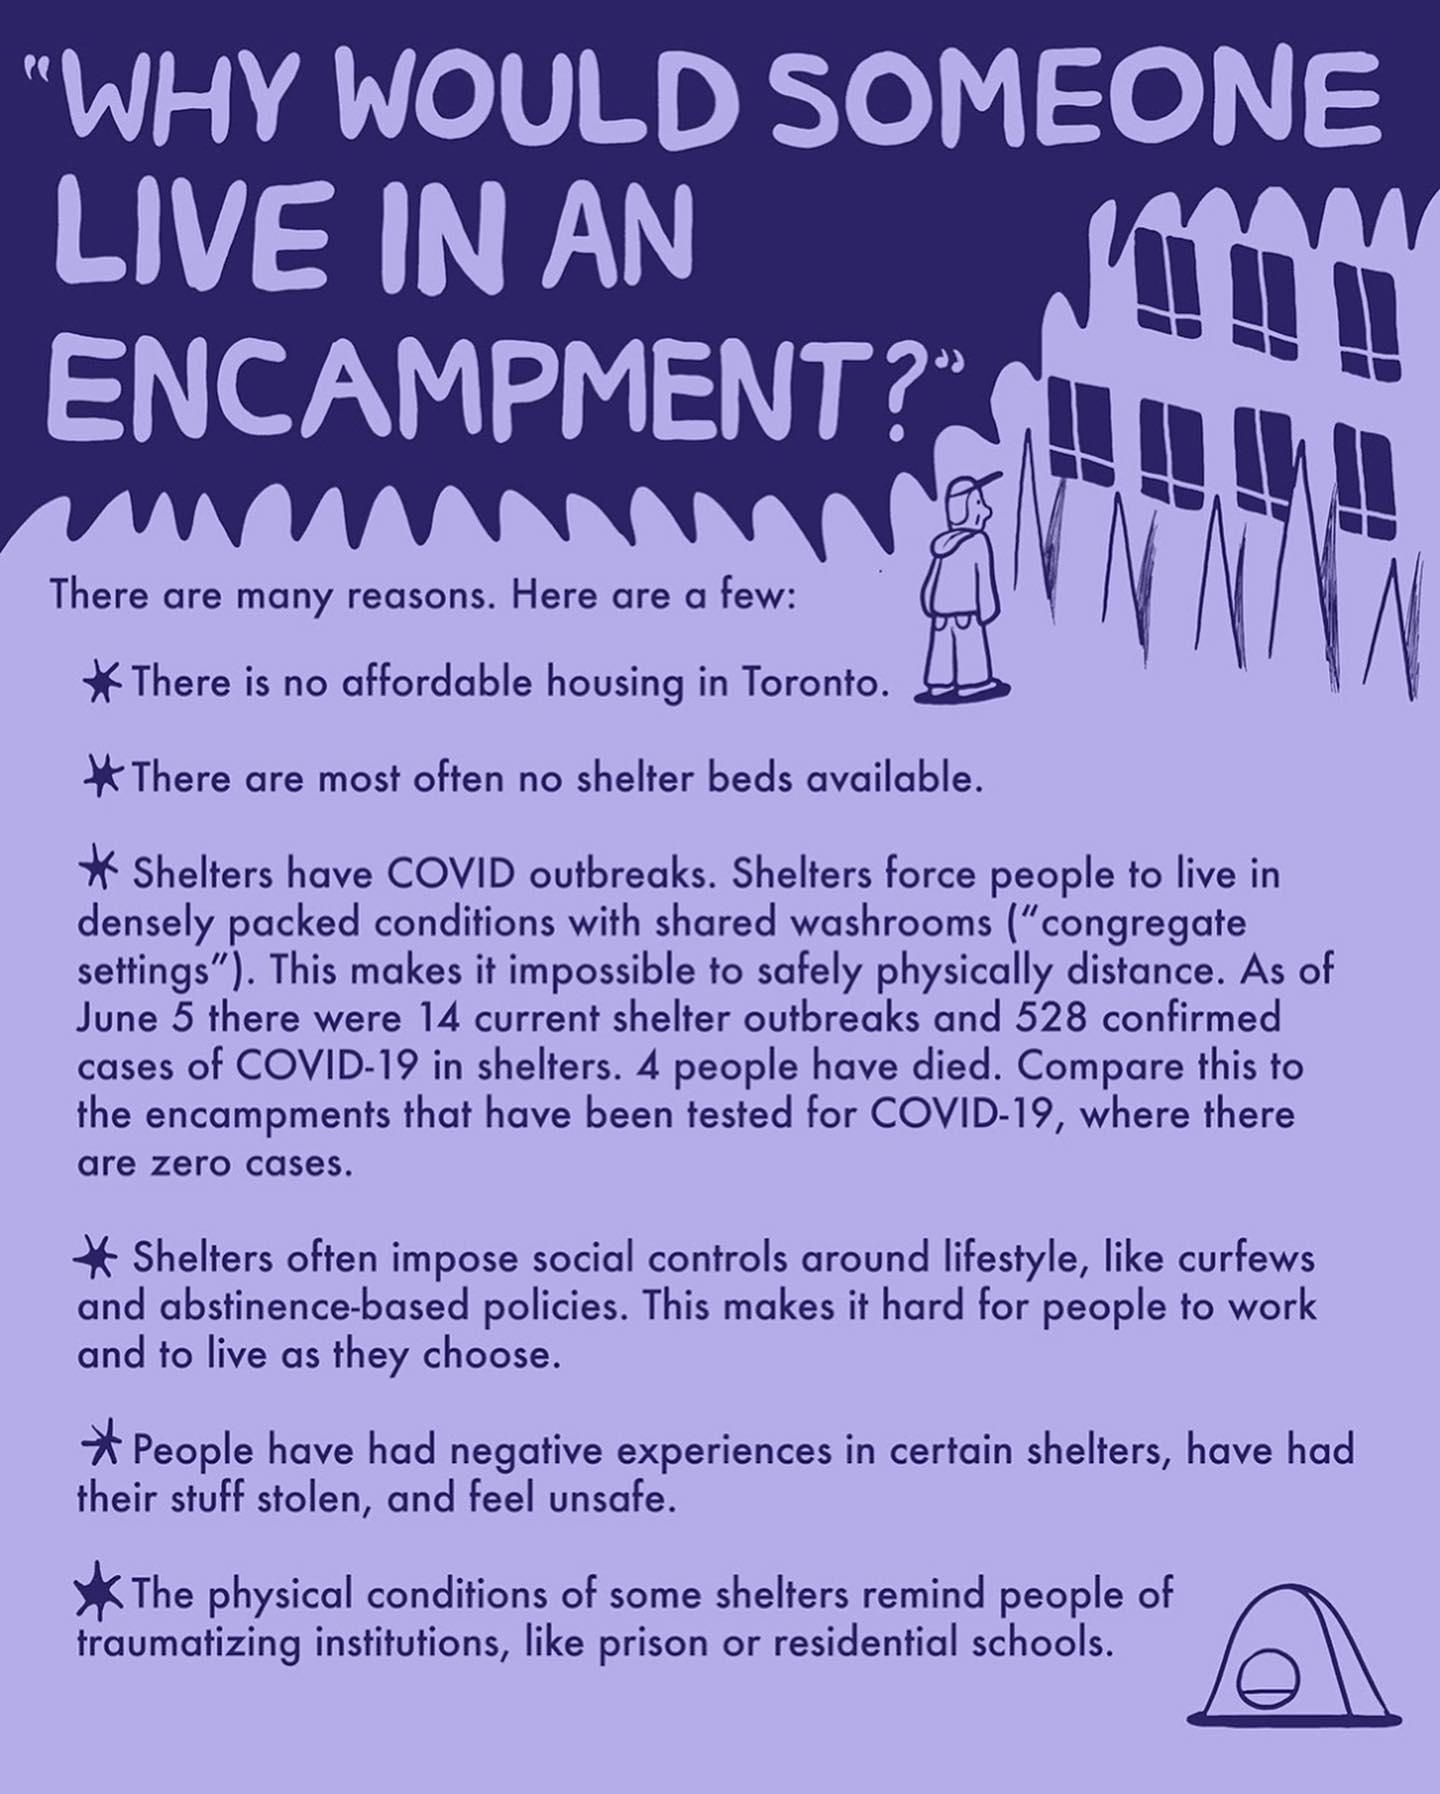 "WHY WOULD SOMEONE
LIVE IN AN
ENCAMPMENT?"
There are many reasons. Here are a few:
There is no affordable housing in Toronto.
There are most often no shelter beds available.
Shelters have COVID outbreaks. Shelters force people to live in
densely packed conditions with shared washrooms ("congregate
settings"). This makes it impossible to safely physically distance. As of
June 5 there were 14 current shelter outbreaks and 528 confirmed
cases of COVID-19 in shelters. 4 people have died. Compare this to
the encampments that have been tested for COVID-19, where there
are zero cases.
Shelters often impose social controls around lifestyle, like curfews
and abstinence-based policies. This makes it hard for people to work
and to live as they choose.
People have had negative experiences in certain shelters, have had
their stuff stolen, and feel unsafe.
The physical conditions of some shelters remind people of
traumatizing institutions, like prison or residential schools.